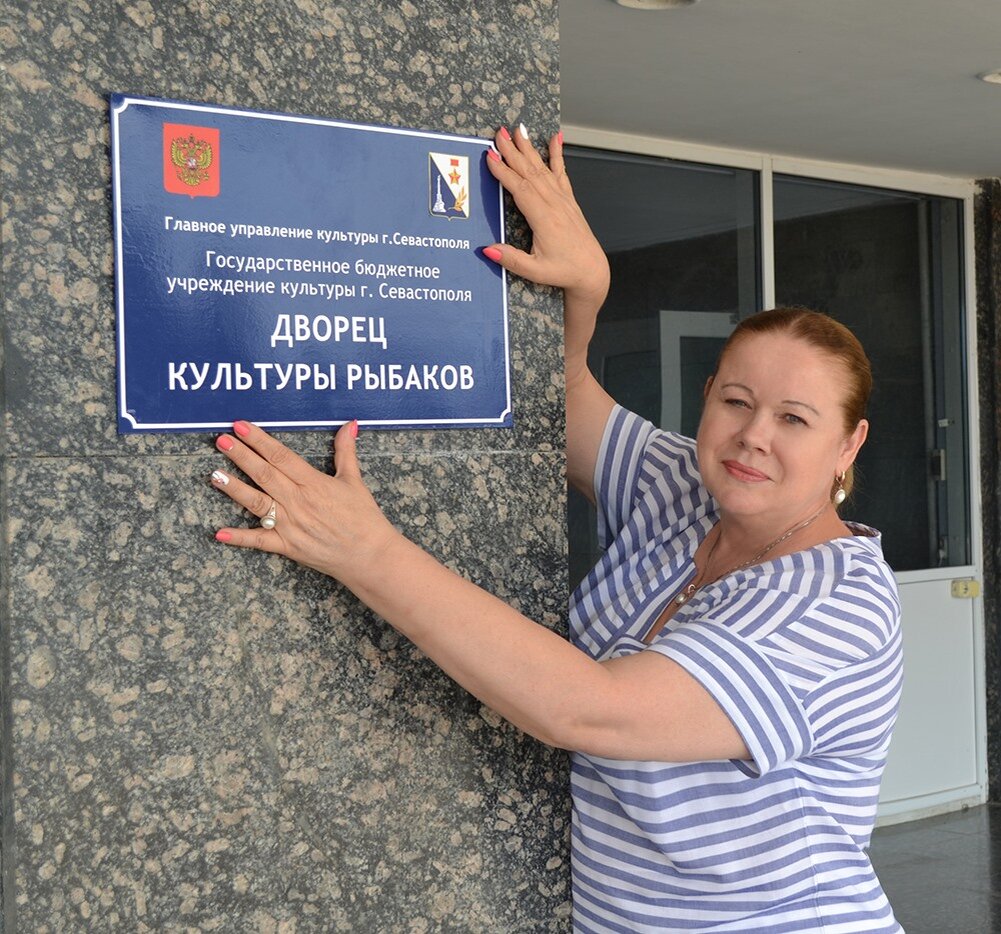 Главное управление культуры г.Севастополя
Государственное бюджетное
учреждение культуры г. Севастополя
ДВОРЕЦ
КУЛЬТУРЫ РЫБАКОВ